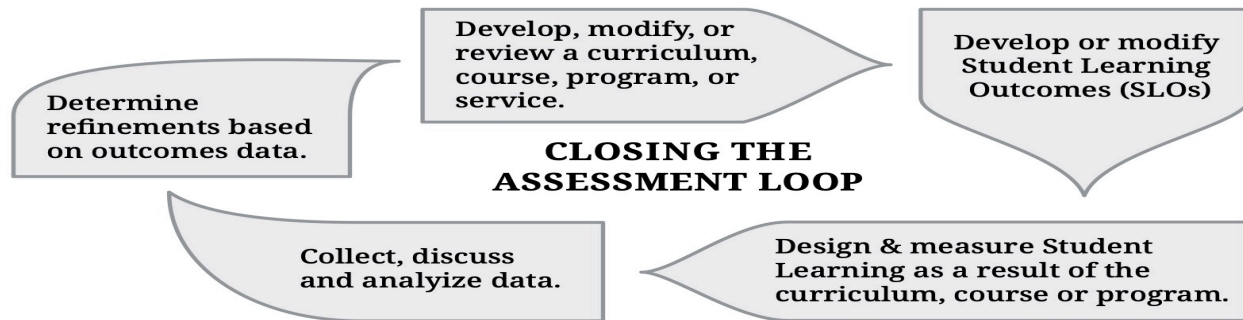 Develop, modify, or
review a curriculum,
course, program, or
service.
Develop or modify
Student Learning
Outcomes (SLOs)
Determine
refinements based
on outcomes data.
CLOSING THE
ASSESSMENT LOOP
Collect, discuss
and analyize data.
Design & measure Student
Learning as a result of the
curriculum, course or program.